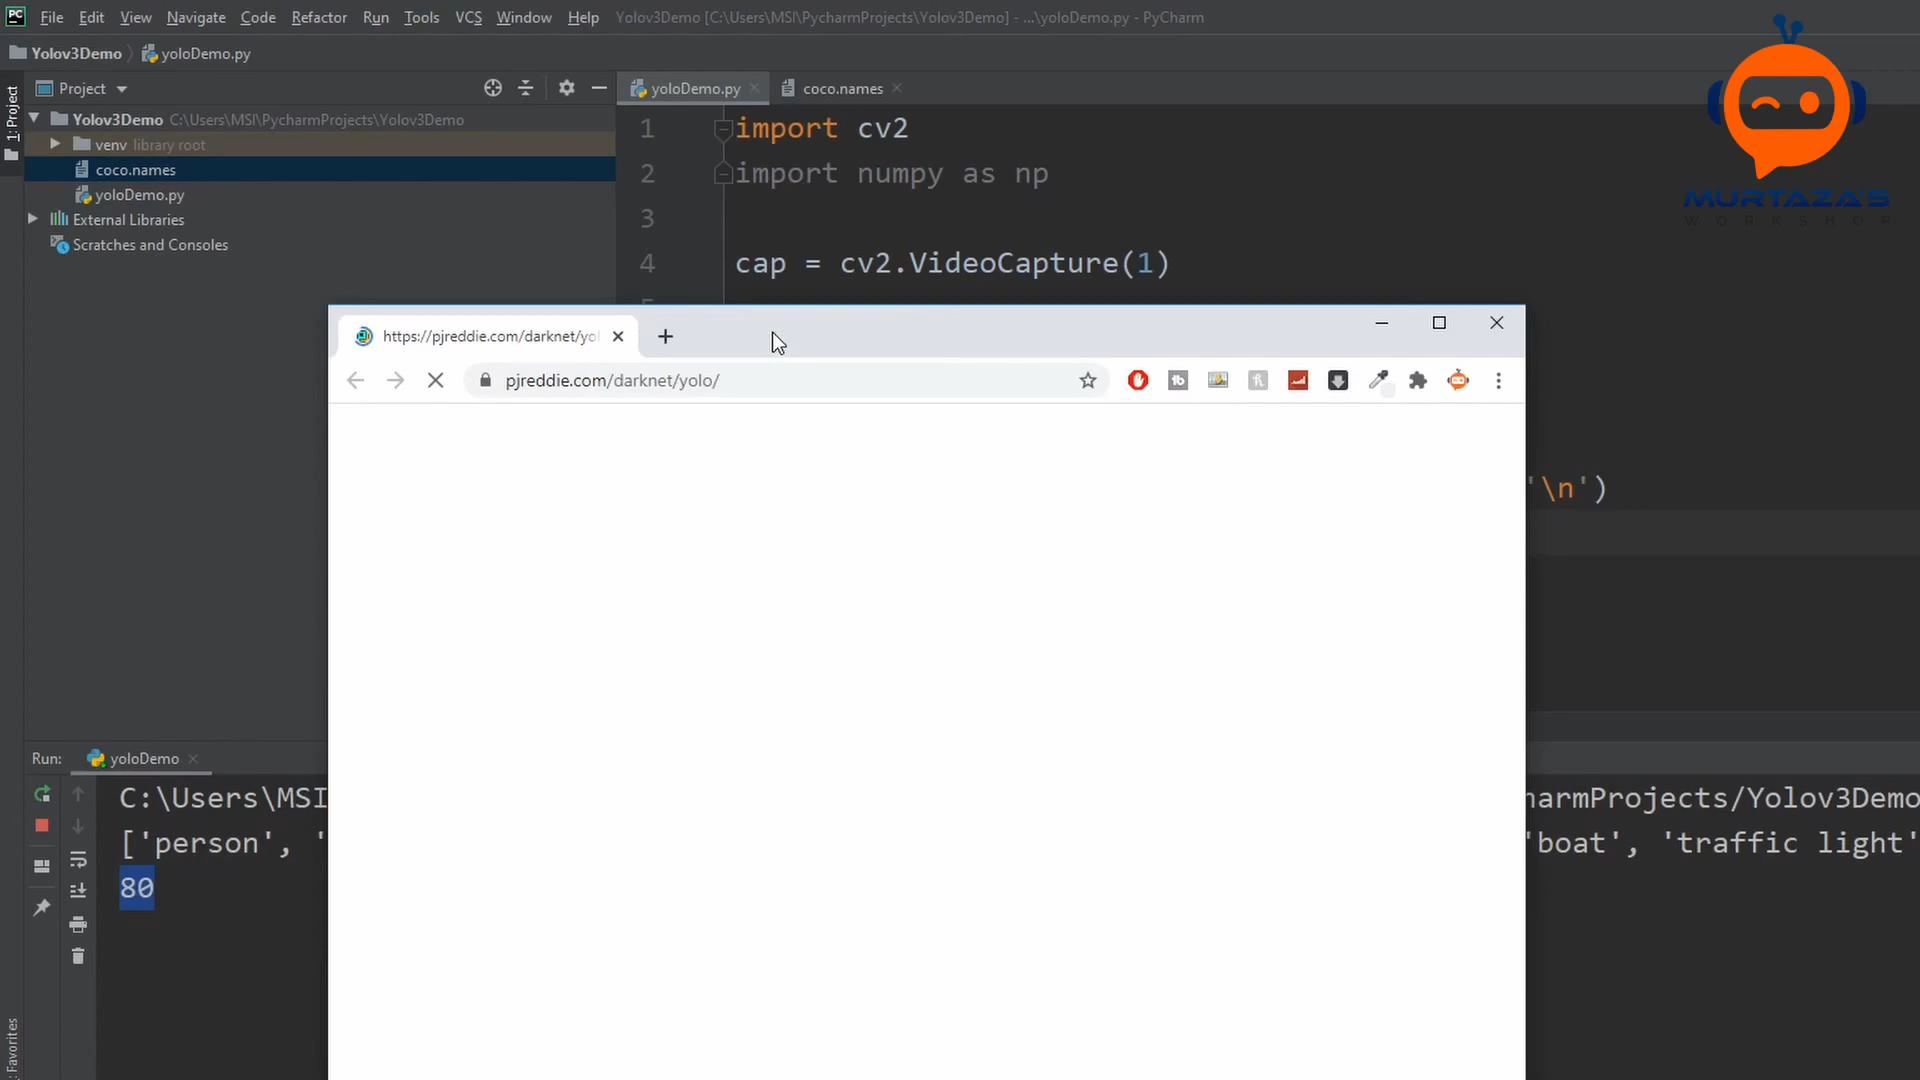 PC File Edit View Navigate Code Refactor Run Tools VCS Window Help Yolov3Demo [C:\Users\MSI\PycharmProjects\Yolov3Demo] - ...\yoloDemo.py - PyCharm
Yolov3Demo yoloDemo.py
Project
yoloDemo.py
coco.names
1: Project
Yolov3Demo C:\Users\MSI\PycharmProjects\Yolov3Demo
venv library root
coco.names
yoloDemo.py
External Libraries
Scratches and Consoles
1 import cv2
2 import numpy as np
3
4 cap = cv2.VideoCapture(1)
MURTAZA'S
WORKSHOP
https://pjreddie.com/darknet/yo
pjreddie.com/darknet/yolo/
'\n')
Run: yoloDemo
C:\Users\MSI
harmProjects/Yolov3Demo
['person', '
'boat', 'traffic light'
80
Favorites